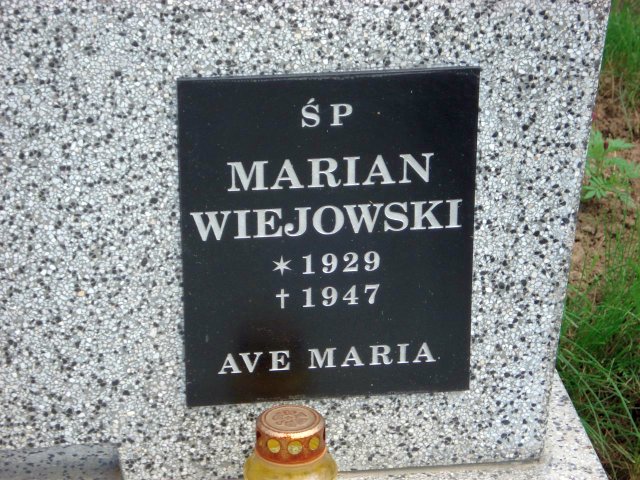 ŚP
MARIAN
WIEJOWSKI
* 1929
† 1947
AVE MARIA